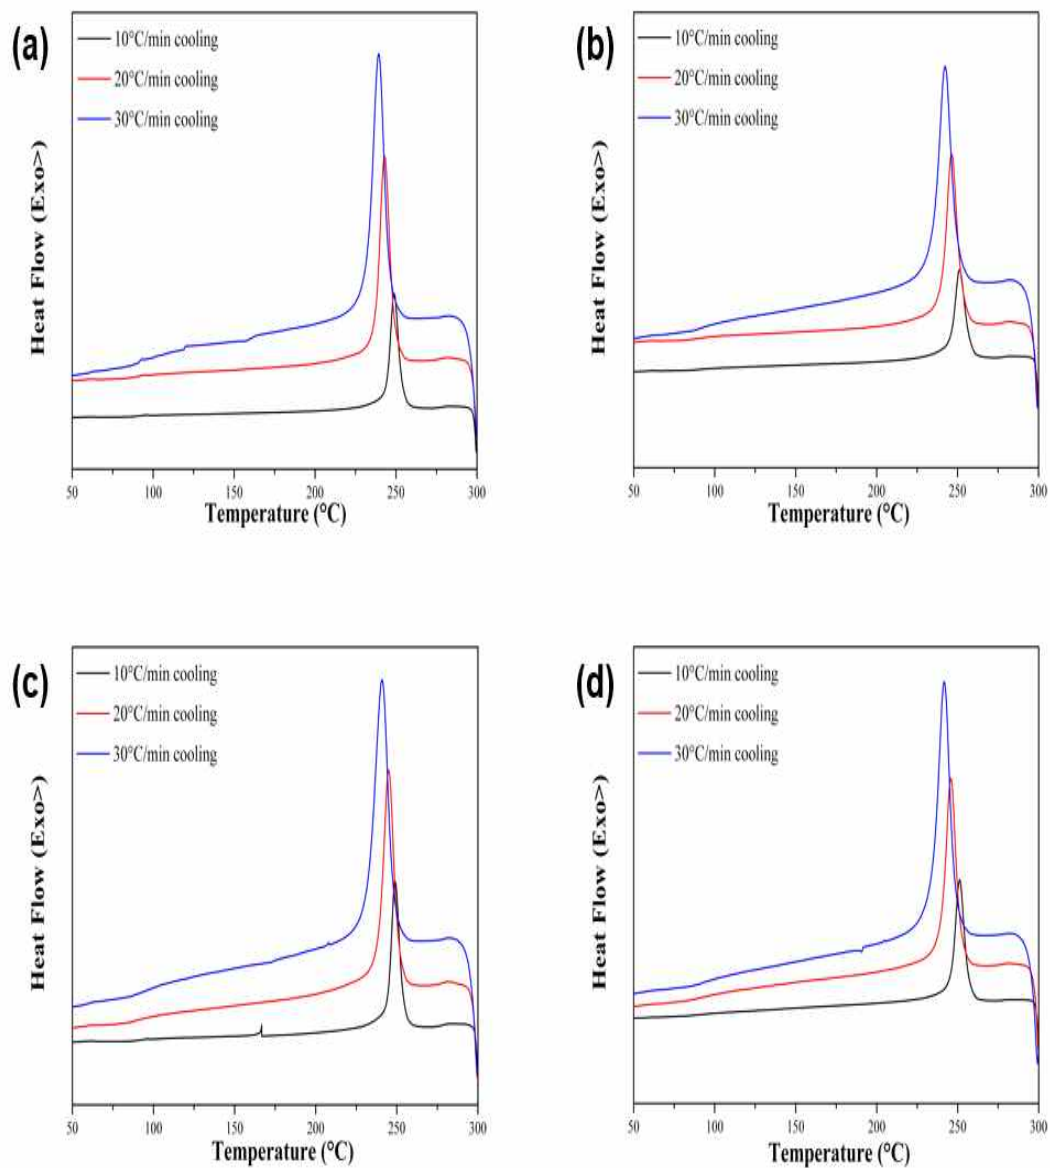 (a)
10°C/min cooling
20°C/min cooling
30°C/min cooling
Heat Flow (Exo>)
50 100 150 200 250 300
Temperature (°C)
(b)
10°C/min cooling
20°C/min cooling
30°C/min cooling
Heat Flow (Exo>)
50 100 150 200 250 300
Temperature (°C)
(c)
10°C/min cooling
20°C/min cooling
30°C/min cooling
Heat Flow (Exo>)
50 100 150 200 250 300
Temperature (°C)
(d)
10°C/min cooling
20°C/min cooling
30°C/min cooling
Heat Flow (Exo>)
50 100 150 200 250 300
Temperature (°C)